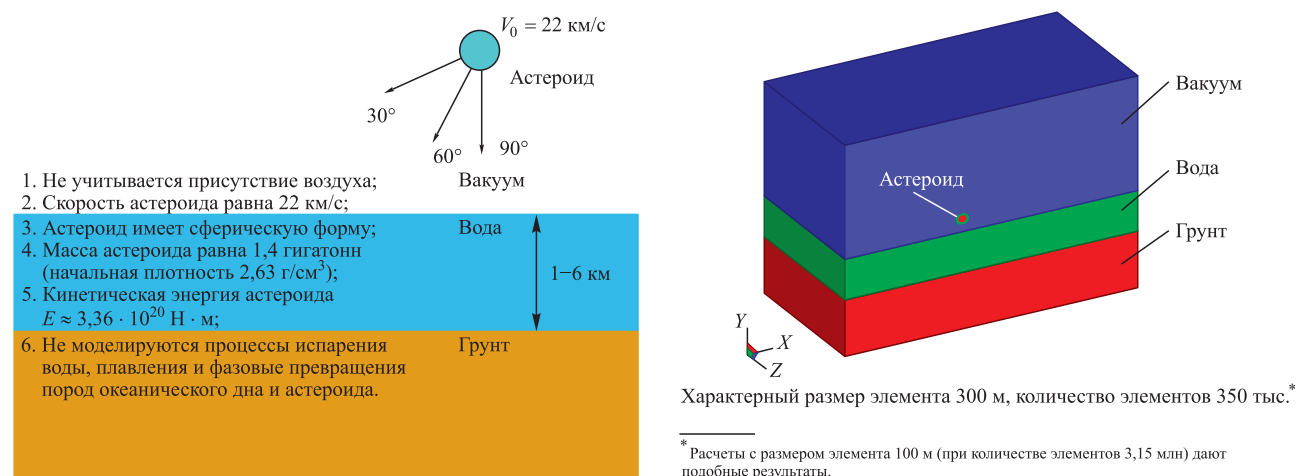 V₀ = 22 км/с
Астероид
30°
60°
90°
1. Не учитывается присутствие воздуха;
Вакуум
2. Скорость астероида равна 22 км/с;
3. Астероид имеет сферическую форму;
Вода
4. Масса астероида равна 1,4 гигатонн
(начальная плотность 2,63 г/см³);
1−6 км
5. Кинетическая энергия астероида
E ≈ 3,36 · 10²⁰ Н · м;
6. Не моделируются процессы испарения
Грунт
воды, плавления и фазовые превращения
пород океанического дна и астероида.
Вакуум
Вода
Астероид
Грунт
Y
X
Z
Характерный размер элемента 300 м, количество элементов 350 тыс.*
* Расчеты с размером элемента 100 м (при количестве элементов 3,15 млн) дают
подобные результаты.